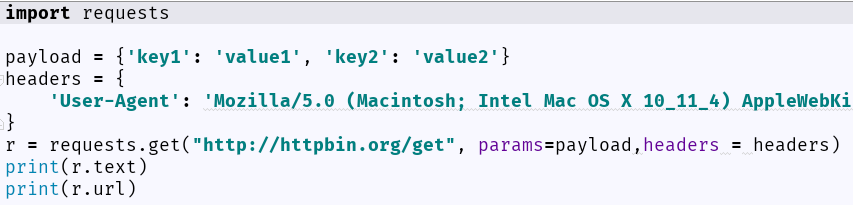 import requests
payload = {'key1': 'value1', 'key2': 'value2'}
headers = {
'User-Agent': 'Mozilla/5.0 (Macintosh; Intel Mac OS X 10_11_4) AppleWebKi
}
r = requests.get("http://httpbin.org/get", params=payload,headers = headers)
print(r.text)
print(r.url)